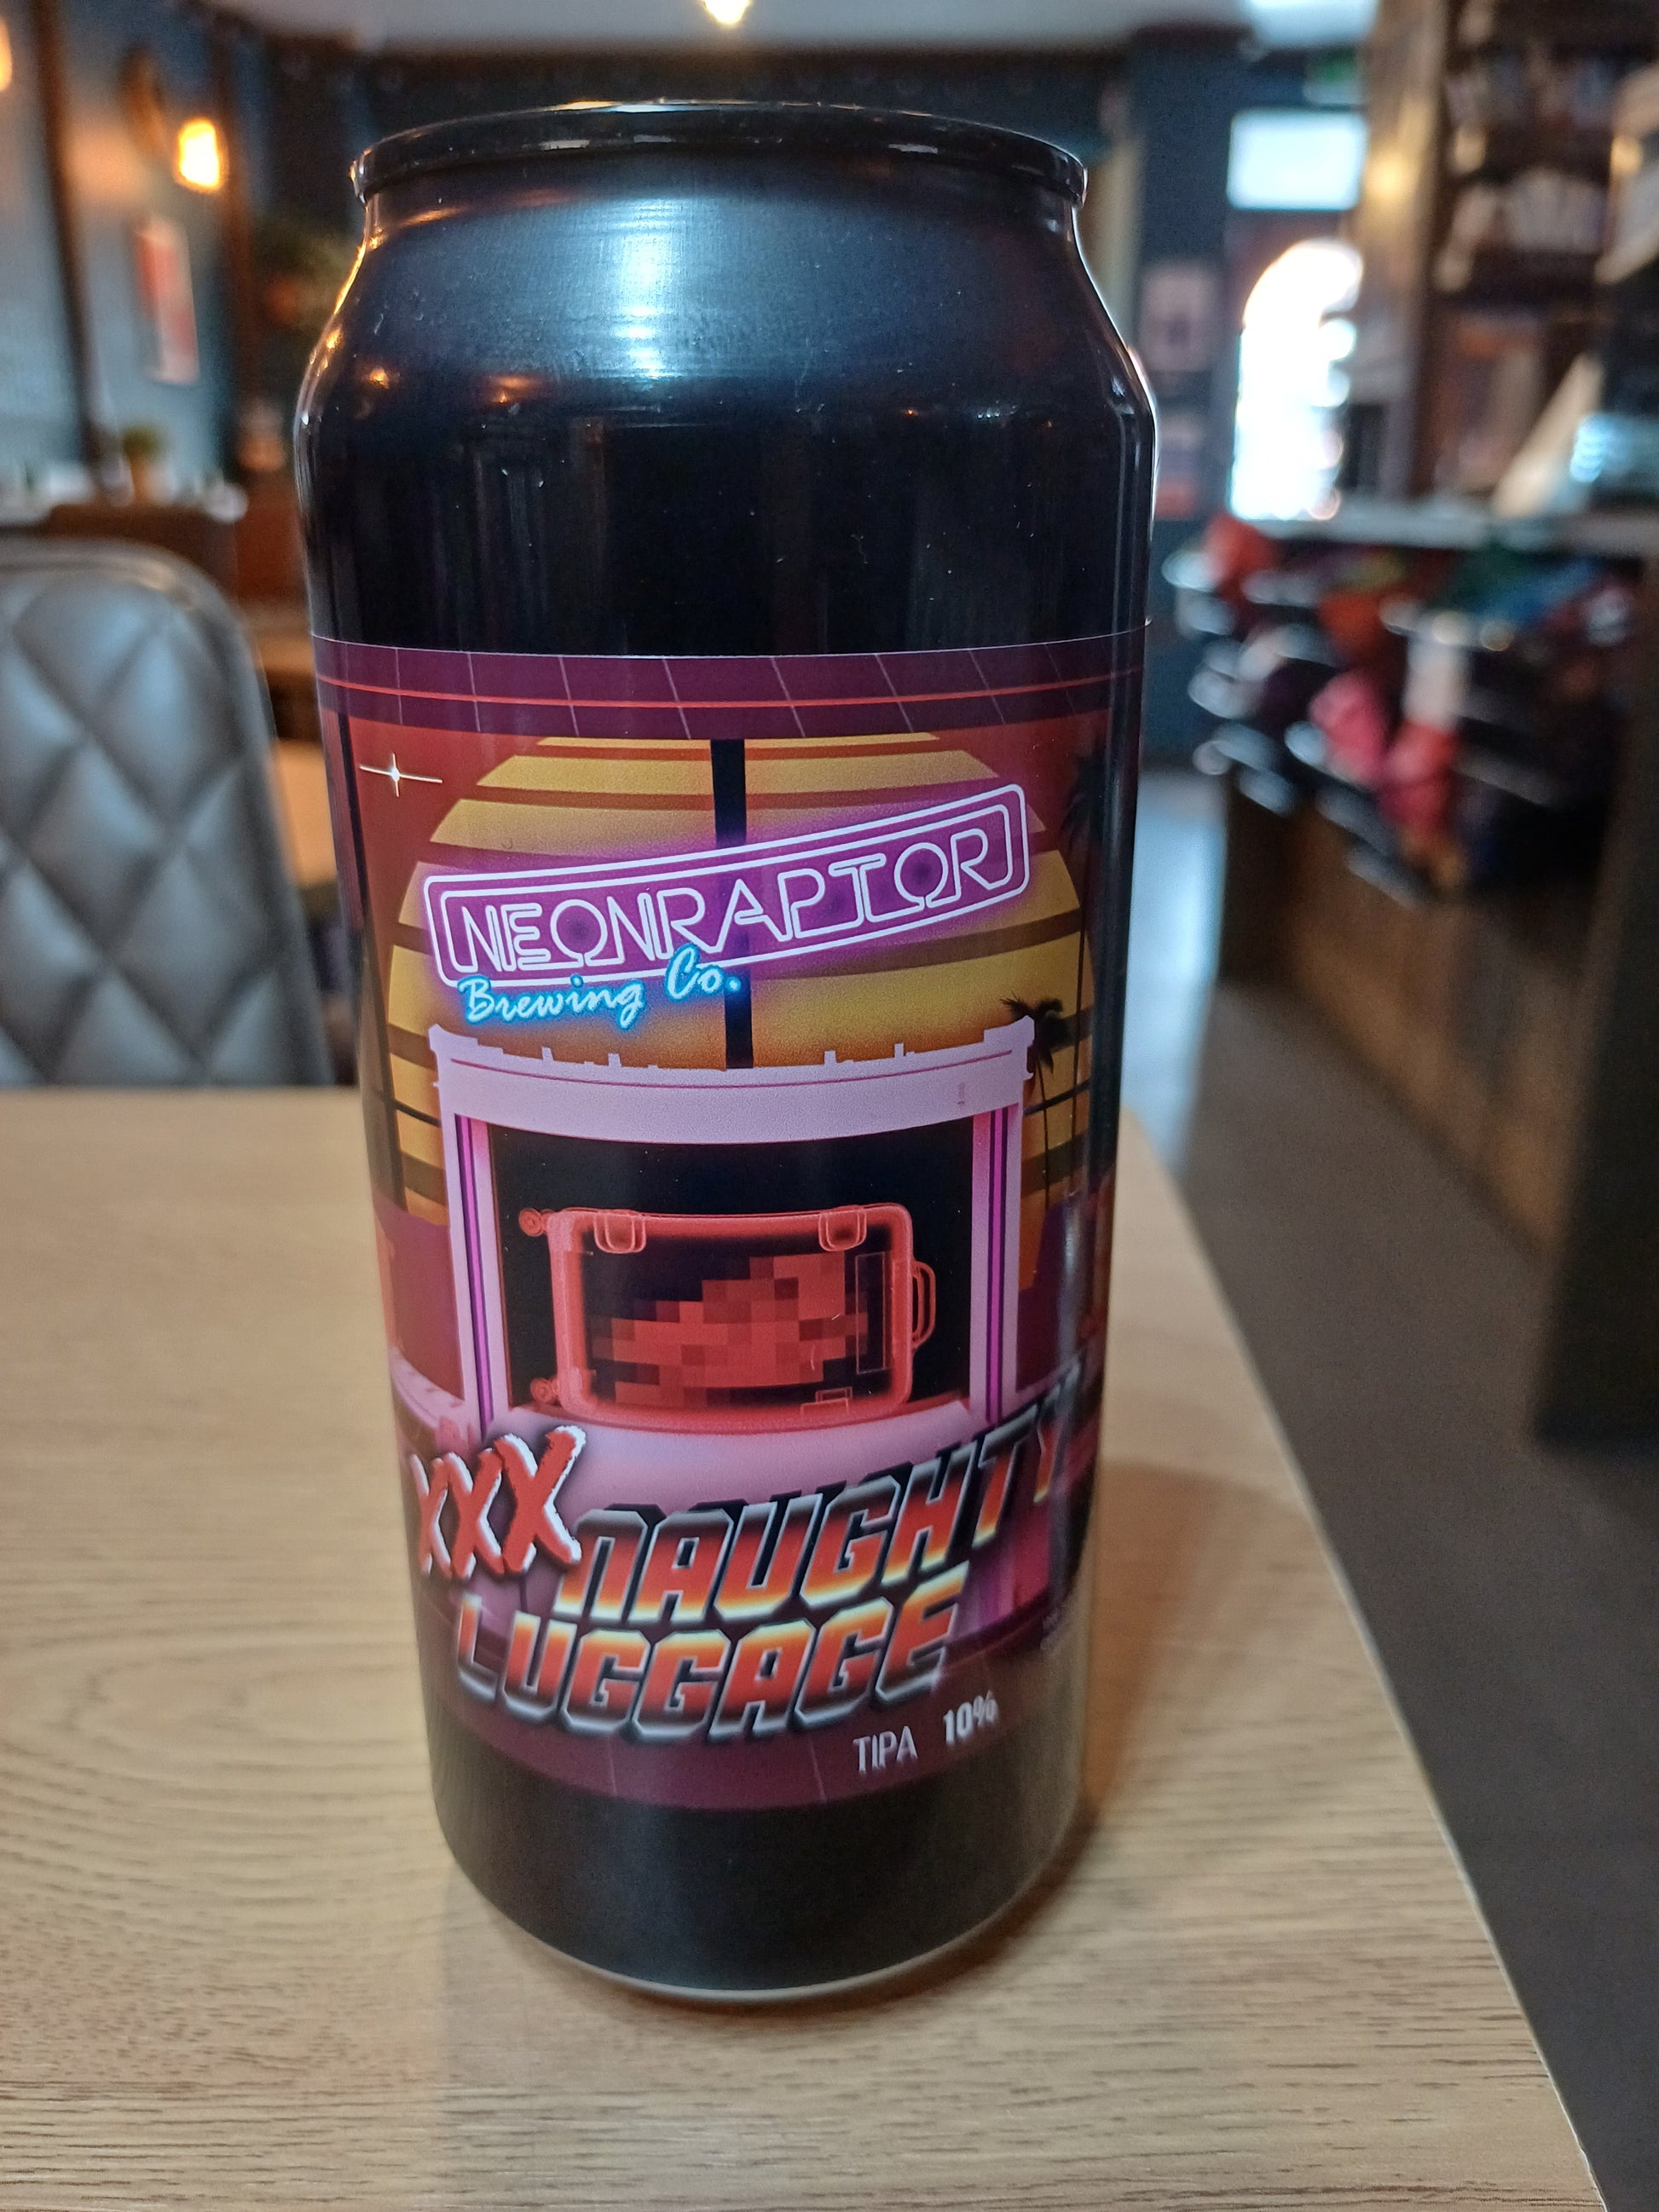 NEONRAPTOR
Brewing Co.
XXX NAUGHTY
LUGGAGE
TIPA 10%